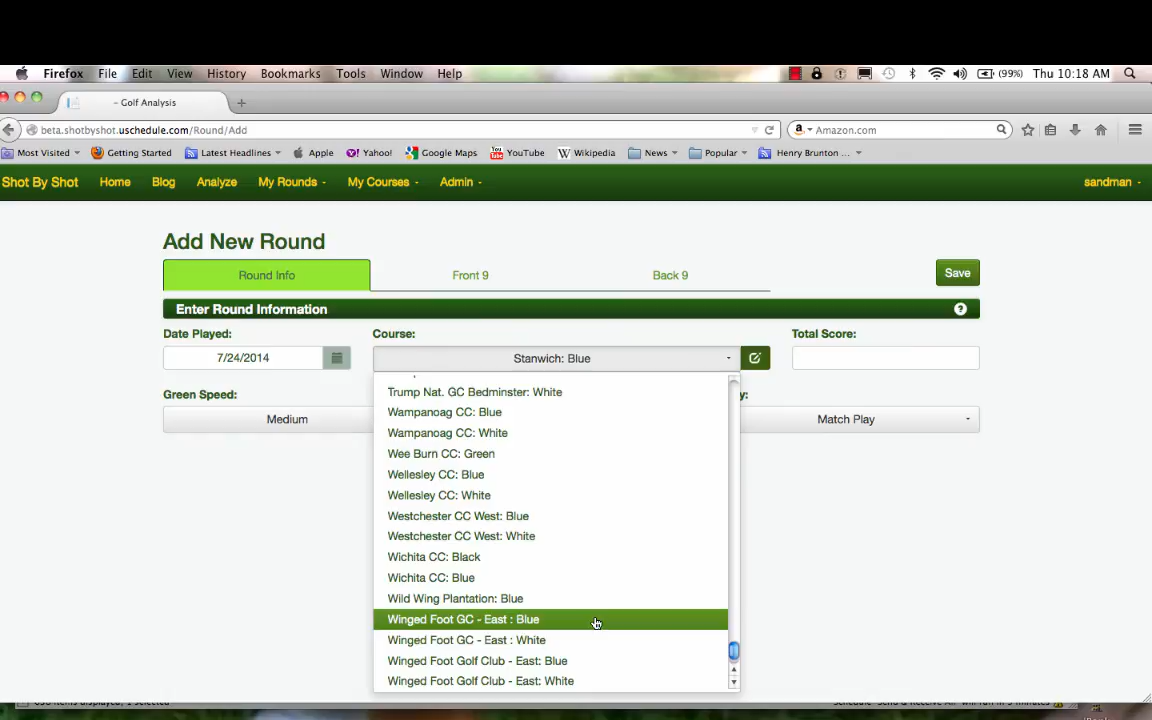 Firefox File Edit View History Bookmarks Tools Window Help (99%) Thu 10:18 AM
- Golf Analysis +
beta.shotbyshot.uschedule.com/Round/Add a Amazon.com
Most Visited Getting Started Latest Headlines Apple Yahoo! Google Maps YouTube Wikipedia News Popular Henry Brunton ...
Shot By Shot Home Blog Analyze My Rounds My Courses Admin sandman
Add New Round
Round Info Front 9 Back 9 Save
Enter Round Information ?
Date Played: Course: Total Score:
7/24/2014 Stanwich: Blue
Trump Nat. GC Bedminster: White
Green Speed:
Wampanoag CC: Blue
Medium Match Play
Wampanoag CC: White
Wee Burn CC: Green
Wellesley CC: Blue
Wellesley CC: White
Westchester CC West: Blue
Westchester CC West: White
Wichita CC: Black
Wichita CC: Blue
Wild Wing Plantation: Blue
Winged Foot GC - East : Blue
Winged Foot GC - East : White
Winged Foot Golf Club - East: Blue
Winged Foot Golf Club - East: White